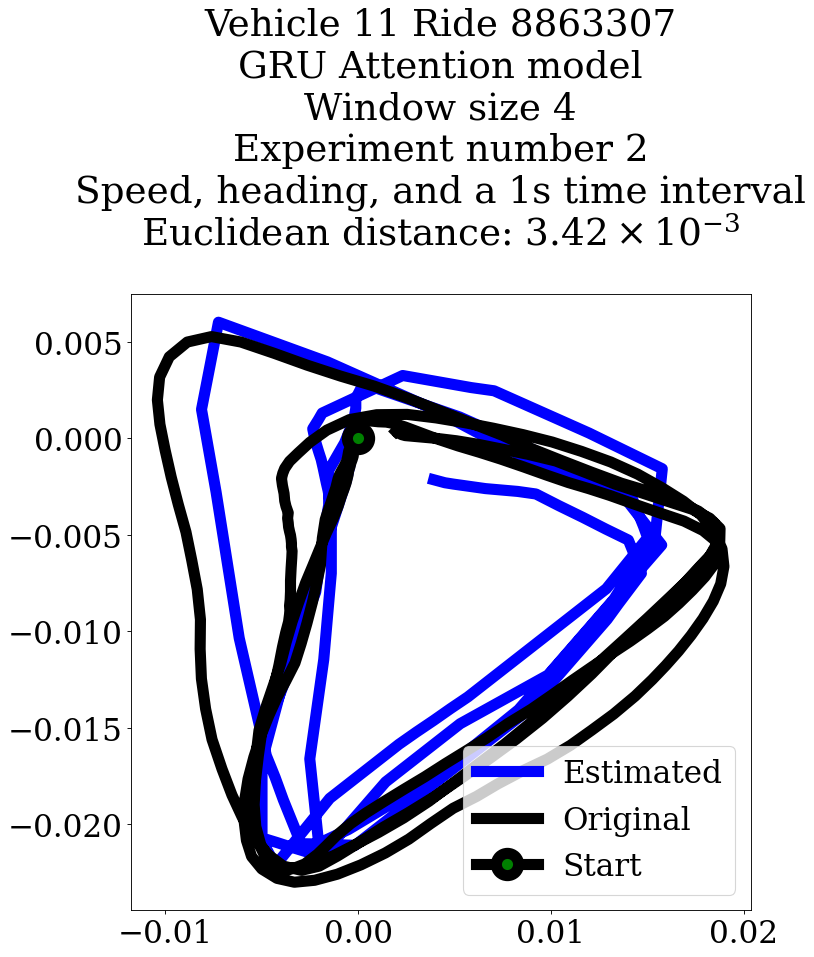 Vehicle 11 Ride 8863307
GRU Attention model
Window size 4
Experiment number 2
Speed, heading, and a 1s time interval
Euclidean distance: 3.42 × 10⁻³
0.005
0.000
−0.005
−0.010
−0.015
−0.020
−0.01
0.00
0.01
0.02
Estimated
Original
Start